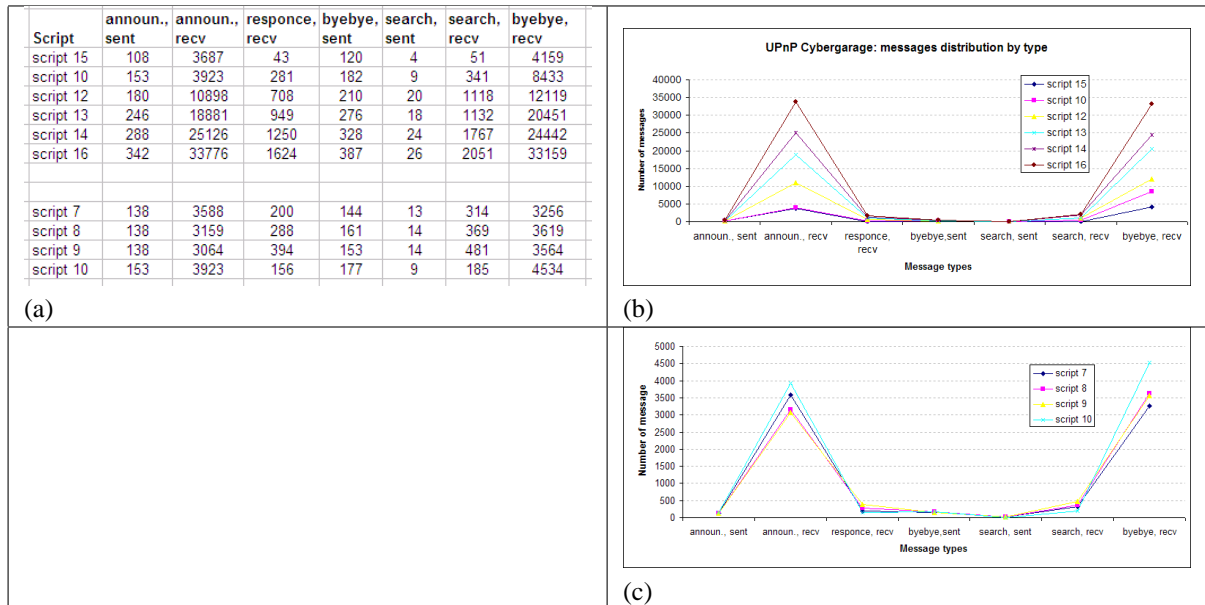 announ., announ., responce, byebye, search, search, byebye,
Script sent recv recv sent sent recv recv
script 15 108 3687 43 120 4 51 4159
script 10 153 3923 281 182 9 341 8433
script 12 180 10898 708 210 20 1118 12119
script 13 246 18881 949 276 18 1132 20451
script 14 288 25126 1250 328 24 1767 24442
script 16 342 33776 1624 387 26 2051 33159
script 7 138 3588 200 144 13 314 3256
script 8 138 3159 288 161 14 369 3619
script 9 138 3064 394 153 14 481 3564
script 10 153 3923 156 177 9 185 4534
(a)
UPnP Cybergarage: messages distribution by type
Number of messages
40000
35000
30000
25000
20000
15000
10000
5000
0
script 15
script 10
script 12
script 13
script 14
script 16
announ., sent announ., recv responce, byebye,sent search, sent search, recv byebye, recv
recv
Message types
(b)
Number of message
5000
4500
4000
3500
3000
2500
2000
1500
1000
500
0
script 7
script 8
script 9
script 10
announ., sent announ., recv responce, recv byebye,sent search, sent search, recv byebye, recv
Message types
(c)